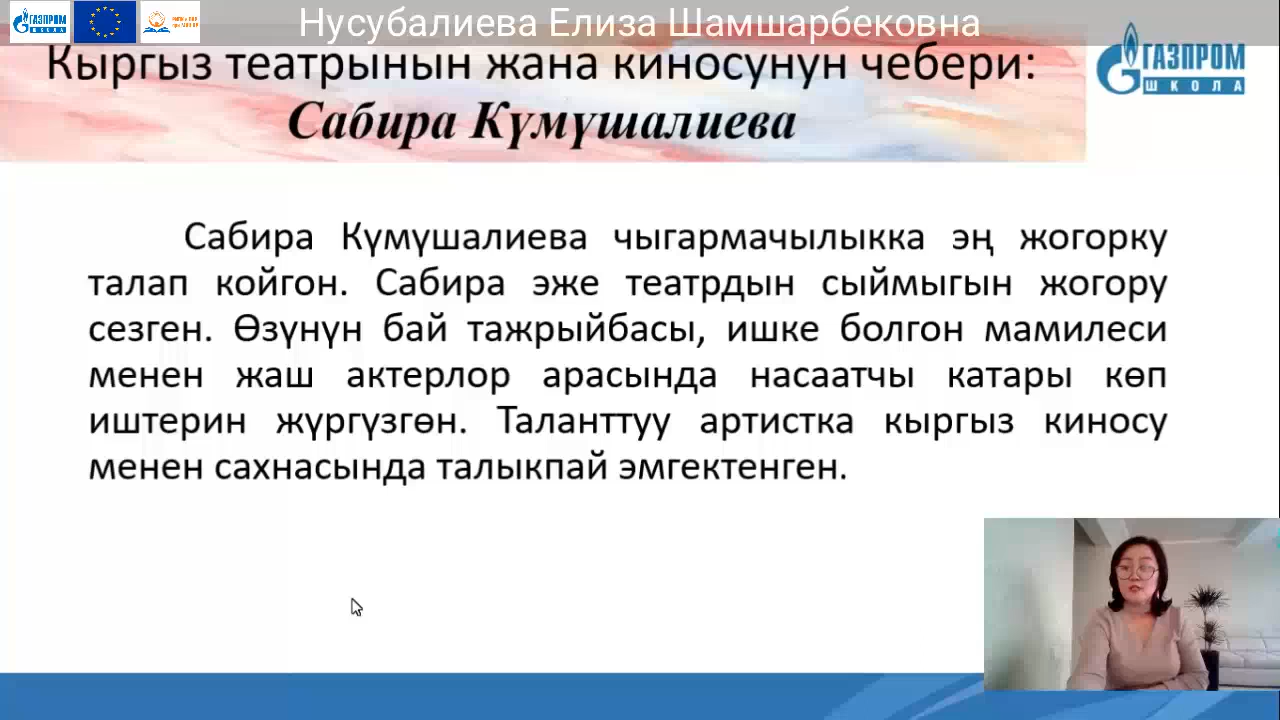 Нусубалиева Елиза Шамшарбековна
ГАЗПРОМ
ШКОЛА
Кыргыз театрынын жана киносунун чебери:
Сабира Күмүшалиева
ГАЗПРОМ
ШКОЛА
Сабира Күмүшалиева чыгармачылыкка эң жогорку
талап койгон. Сабира эже театрдын сыймыгын жогору
сезген. Өзүнүн бай тажрыйбасы, ишке болгон мамилеси
менен жаш актерлор арасында насаатчы катары көп
иштерин жүргүзгөн. Таланттуу артистка кыргыз киносу
менен сахнасында талыкпай эмгектенген.